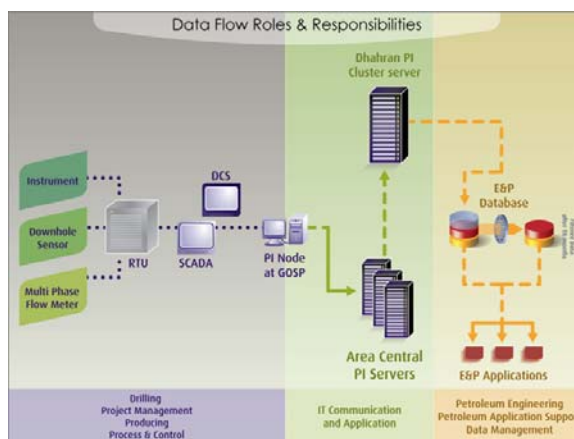 Data Flow Roles & Responsibilities
Dhahran PI
Cluster server
Instrument
DCS
E&P
Database
Downhole
Sensor
RTU
SCADA
PI Node
at GOSP
Multi Phase
Flow Meter
Area Central
PI Servers
E&P Applications
Drilling
Project Management
Producing
Process & Control
IT Communication
and Application
Petroleum Engineering
Petroleum Application Suppo
Data Management